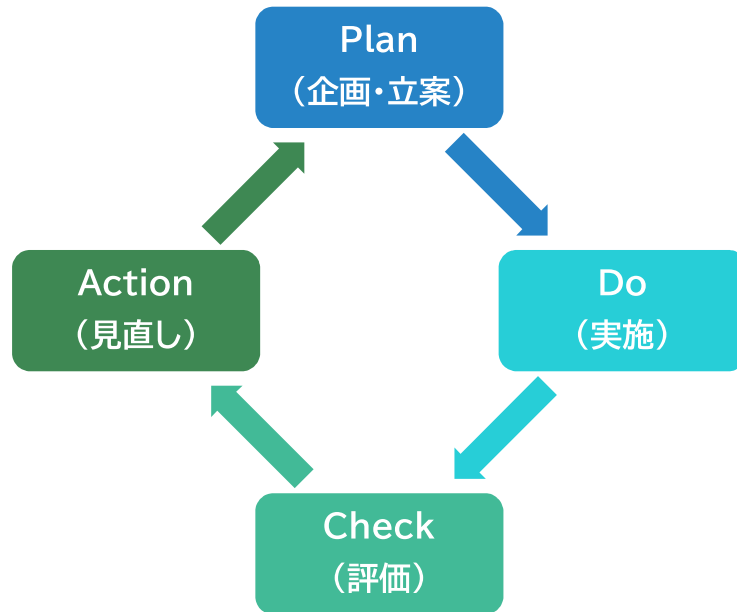 Plan
（企画・立案）
Do
（実施）
Check
（評価）
Action
（見直し）